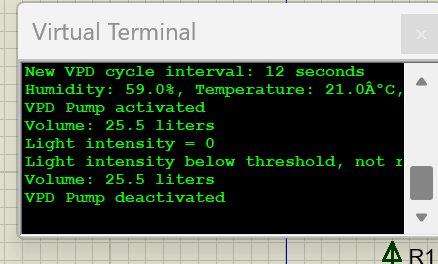 Virtual Terminal
x
New VPD cycle interval: 12 seconds
Humidity: 59.0%, Temperature: 21.0Â°C,
VPD Pump activated
Volume: 25.5 liters
Light intensity = 0
Light intensity below threshold, not r
Volume: 25.5 liters
VPD Pump deactivated
R1